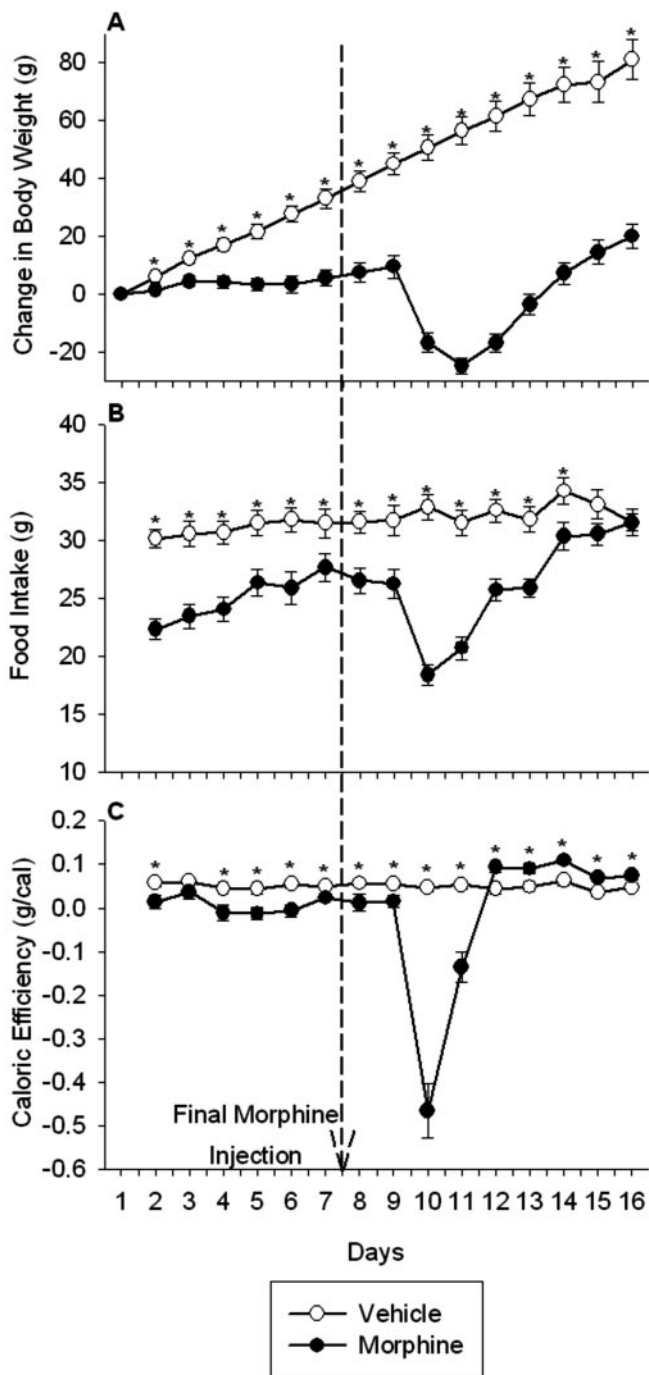 A
Change in Body Weight (g)
80
60
40
20
0
-20
* * * * * * * * * * * * * * *
B
Food Intake (g)
40
35
30
25
20
15
10
* * * * * * * * * * * * *
C
Caloric Efficiency (g/cal)
0.2
0.1
0.0
-0.1
-0.2
-0.3
-0.4
-0.5
-0.6
* * * * * * * * * * * * * *
Final Morphine
Injection
1 2 3 4 5 6 7 8 9 10 11 12 13 14 15 16
Days
Vehicle
Morphine